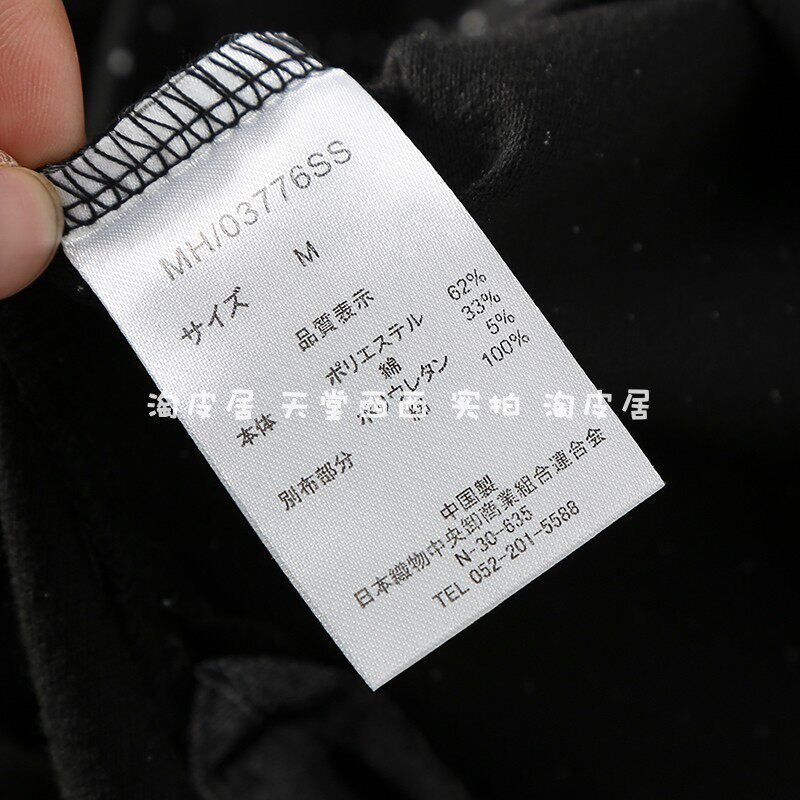 MH/03776SS
サイズ M
品質表示
本体 ポリエステル 62%
綿 33%
ポリウレタン 5%
別布部分 100%
中国製
日本織物中央卸商業組合連合会
N-30-635
TEL 052-201-5588
淘皮居 天堂画面 实拍 淘皮居